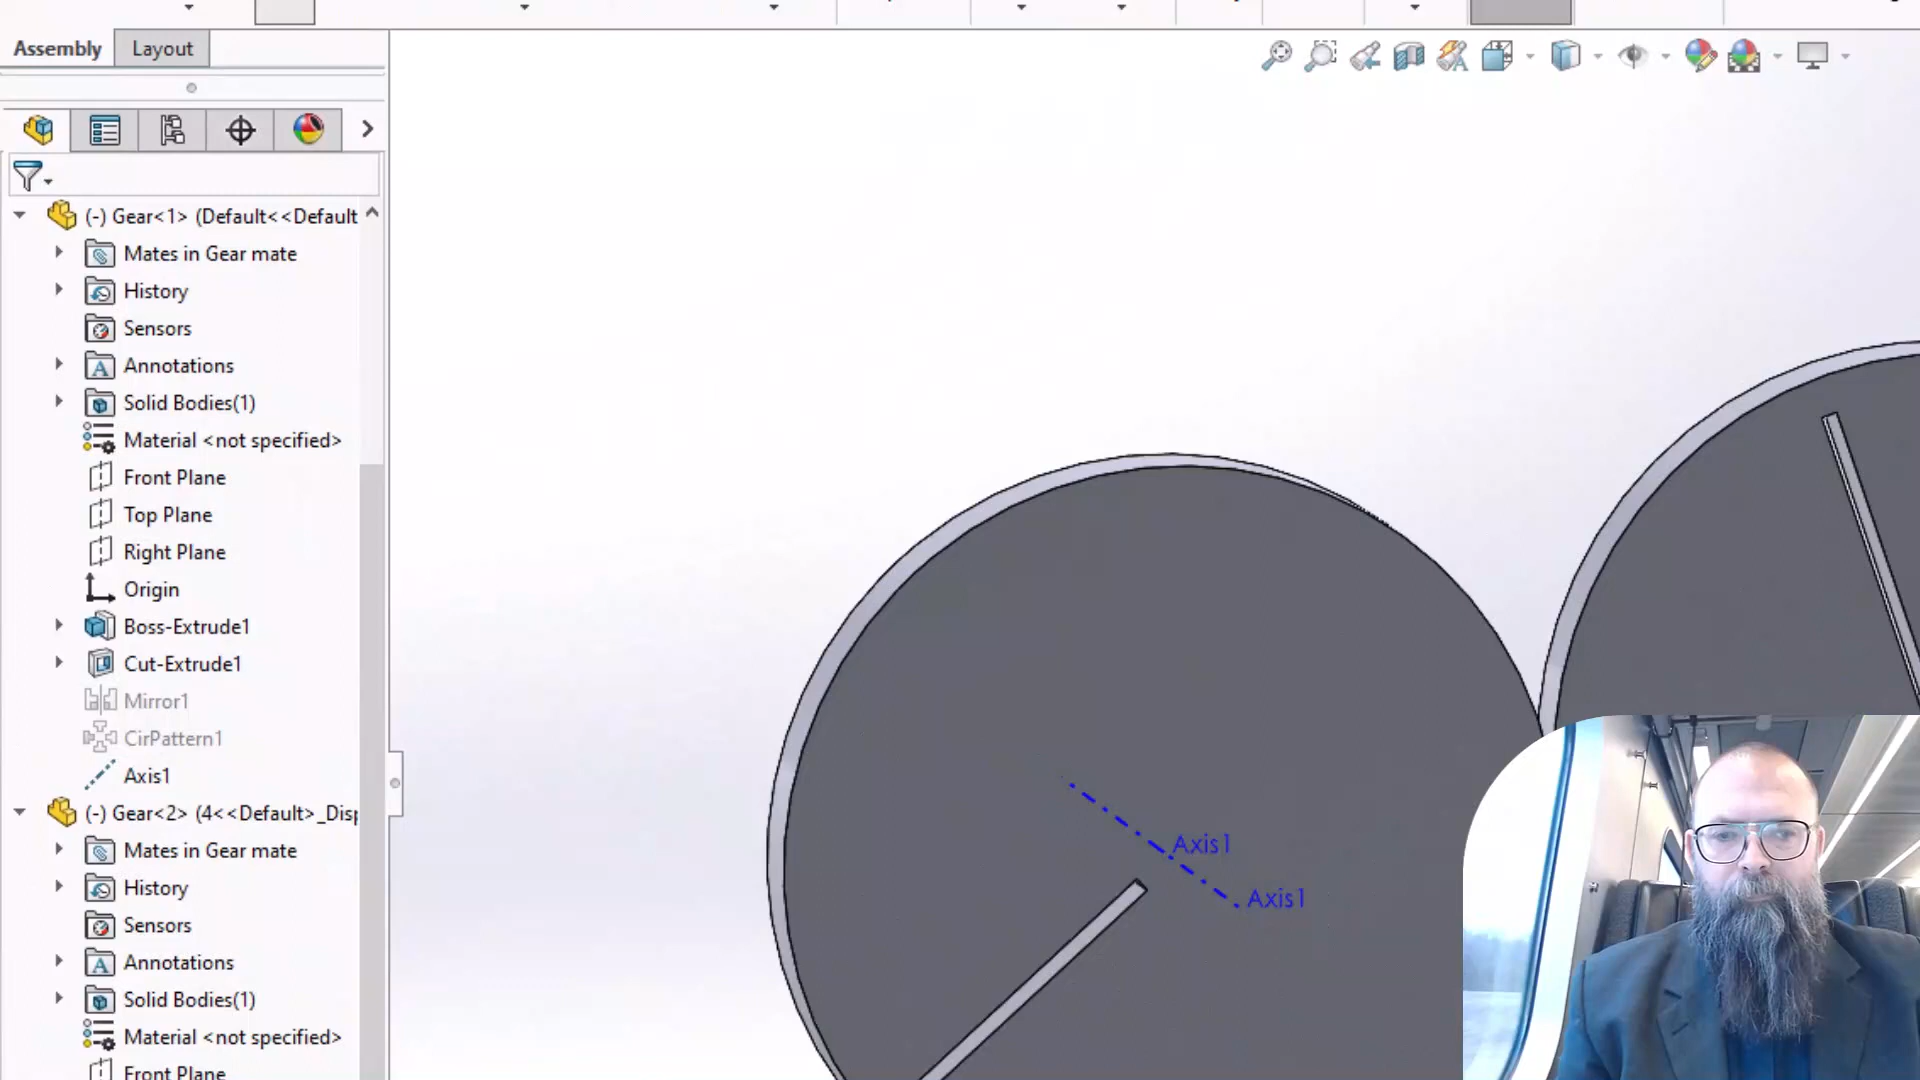 Assembly
Layout
(-) Gear<1> (Default<<Default
Mates in Gear mate
History
Sensors
Annotations
Solid Bodies(1)
Material <not specified>
Front Plane
Top Plane
Right Plane
Origin
Boss-Extrude1
Cut-Extrude1
Mirror1
CirPattern1
Axis1
(-) Gear<2> (4<<Default>_Disp
Mates in Gear mate
History
Sensors
Annotations
Solid Bodies(1)
Material <not specified>
Front Plane
Axis1
Axis1